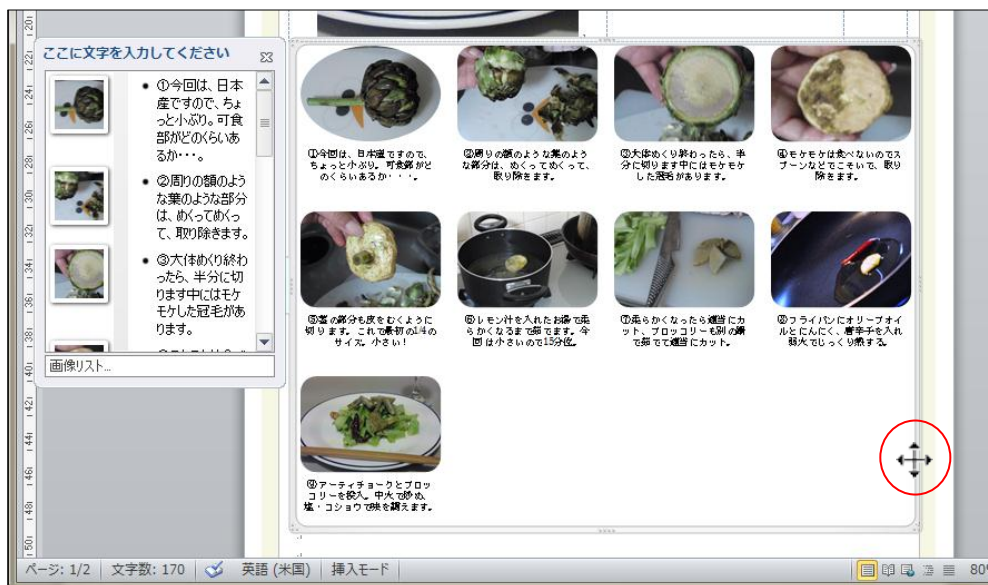 ここに文字を入力してください
• ①今回は、日本
産ですので、ちょ
っと小ぶり。可食
部がどのくらいあ
るか・・・。
• ②周りの額のよう
な葉のような部分
は、めくってめくっ
て、取り除きます。
• ③大体めくり終わ
ったら、半分に切
ります中にはモケ
モケした冠毛があ
ります。
画像リスト...
①今回は、日本産ですので、
ちょっと小ぶり。可食部がど
のくらいあるか・・・。
②周りの額のような葉のよう
な部分は、めくってめくって、
取り除きます。
③大体めくり終わったら、半
分に切ります中にはモケモケ
した冠毛があります。
④モケモケは食べないのでス
プーンなどでこそいで、取り
除きます。
⑤茎の部分も皮をむくように
切ります。これで最初の1/4の
サイズ。小さい!
⑥レモン汁を入れたお湯で柔
らかくなるまで茹でます。今
回は小さいので15分位。
⑦柔らかくなったら適当にカ
ット、ブロッコリーも別の鍋
で茹でて適当にカット。
⑧フライパンにオリーブオイ
ルとにんにく、唐辛子を入れ
弱火でじっくり熱する。
⑨アーティチョークとブロッ
コリーを投入。中火で炒め、
塩・コショウで味を調えます。
20
22
24
26
28
30
32
34
36
38
40
42
44
46
48
50
ページ: 1/2 文字数: 170 英語 (米国) 挿入モード 80%